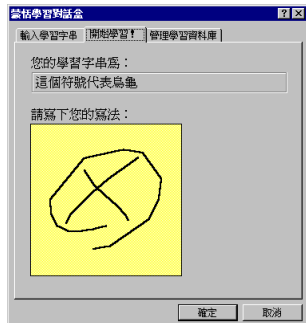 蒙恬學習對話盒
輸入學習字串 開始學習! 管理學習資料庫
您的學習字串為:
這個符號代表烏龜
請寫下您的寫法:
確定 取消